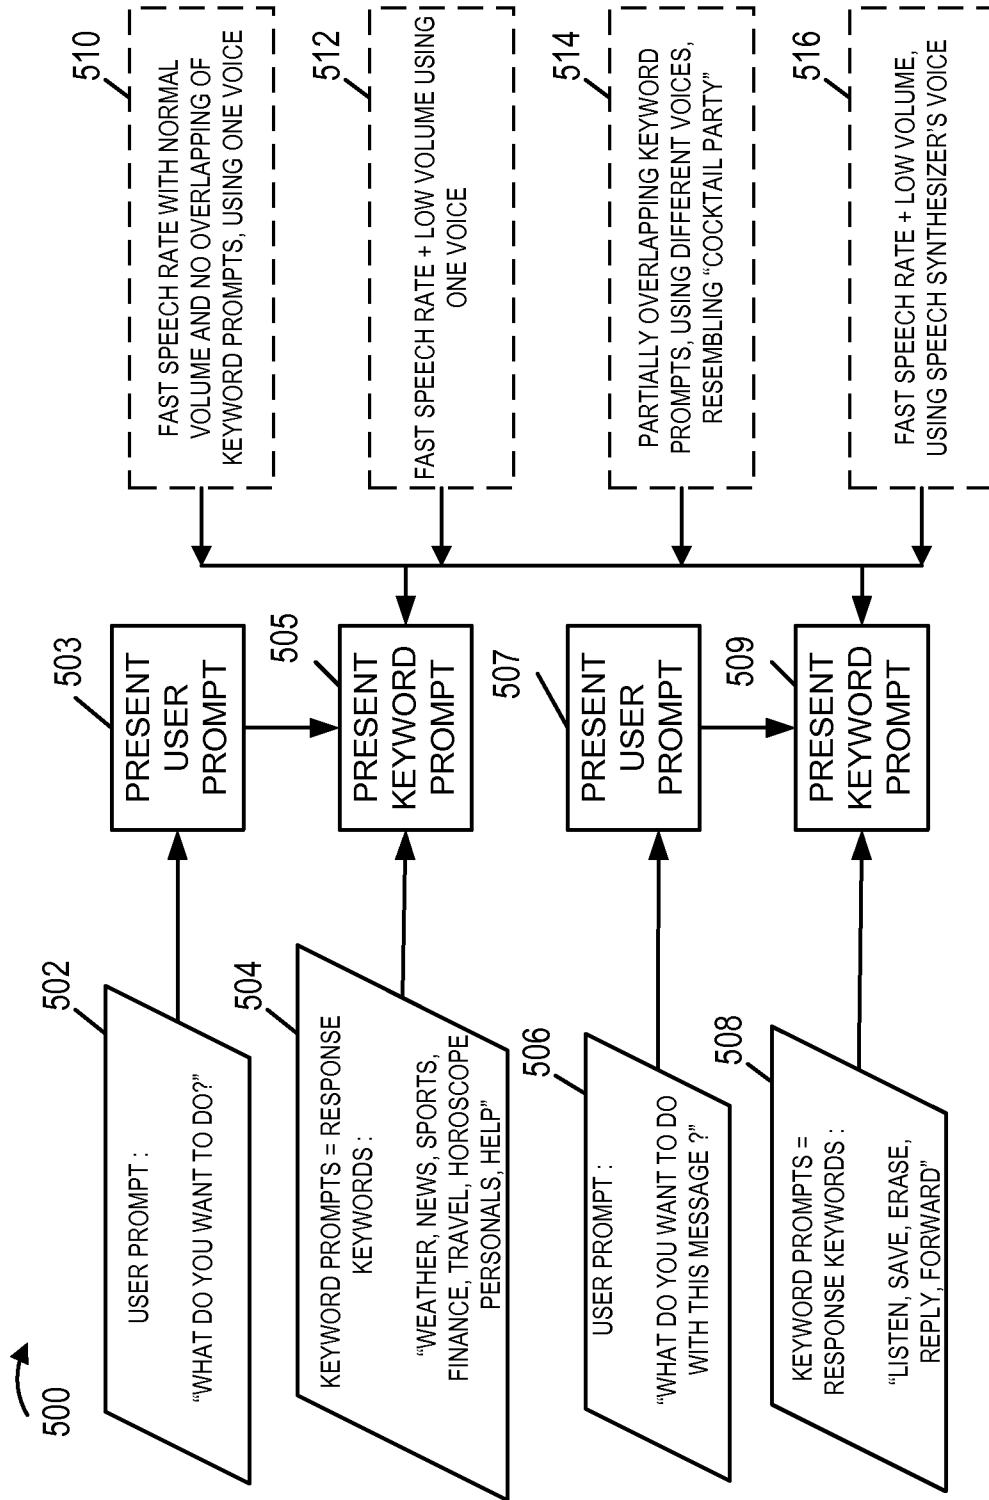 500
502
USER PROMPT :
“WHAT DO YOU WANT TO DO?”
503
PRESENT
USER
PROMPT
510
FAST SPEECH RATE WITH NORMAL
VOLUME AND NO OVERLAPPING OF
KEYWORD PROMPTS, USING ONE VOICE
504
KEYWORD PROMPTS = RESPONSE
KEYWORDS :
“WEATHER, NEWS, SPORTS,
FINANCE, TRAVEL, HOROSCOPE
PERSONALS, HELP”
505
PRESENT
KEYWORD
PROMPT
512
FAST SPEECH RATE + LOW VOLUME USING
ONE VOICE
506
USER PROMPT :
“WHAT DO YOU WANT TO DO
WITH THIS MESSAGE ?”
507
PRESENT
USER
PROMPT
514
PARTIALLY OVERLAPPING KEYWORD
PROMPTS, USING DIFFERENT VOICES,
RESEMBLING “COCKTAIL PARTY”
508
KEYWORD PROMPTS =
RESPONSE KEYWORDS :
“LISTEN, SAVE, ERASE,
REPLY, FORWARD”
509
PRESENT
KEYWORD
PROMPT
516
FAST SPEECH RATE + LOW VOLUME,
USING SPEECH SYNTHESIZER’S VOICE